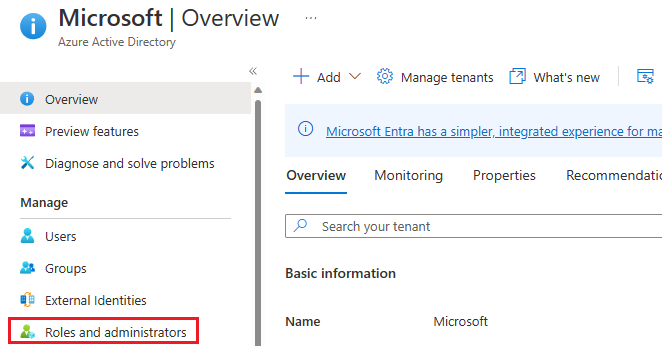 Microsoft | Overview ...
Azure Active Directory
«
Overview
Preview features
Diagnose and solve problems
Manage
Users
Groups
External Identities
Roles and administrators
Add
Manage tenants
What's new
Microsoft Entra has a simpler, integrated experience for ma
Overview Monitoring Properties Recommendatio
Search your tenant
Basic information
Name Microsoft